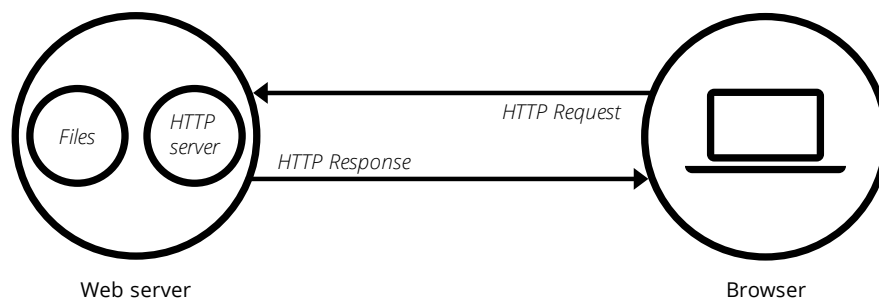 Files
HTTP
server
HTTP Request
HTTP Response
Web server
Browser